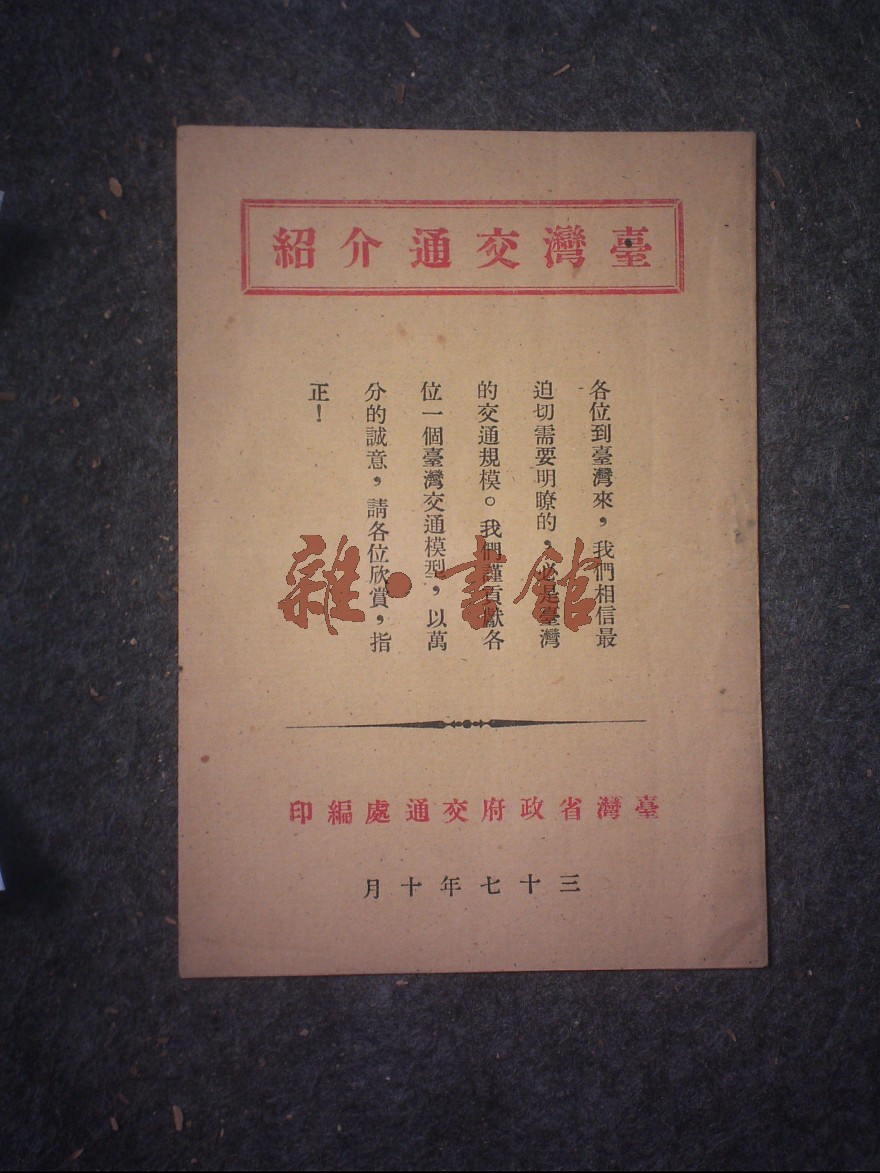 臺灣交通介紹
各位到臺灣來,我們相信最
迫切需要明瞭的,必是臺灣
的交通規模。我們謹貢獻各
位一個臺灣交通模型,以萬
分的誠意,請各位欣賞,指
正!
雜·書館
臺灣省政府交通處編印
三十七年十月